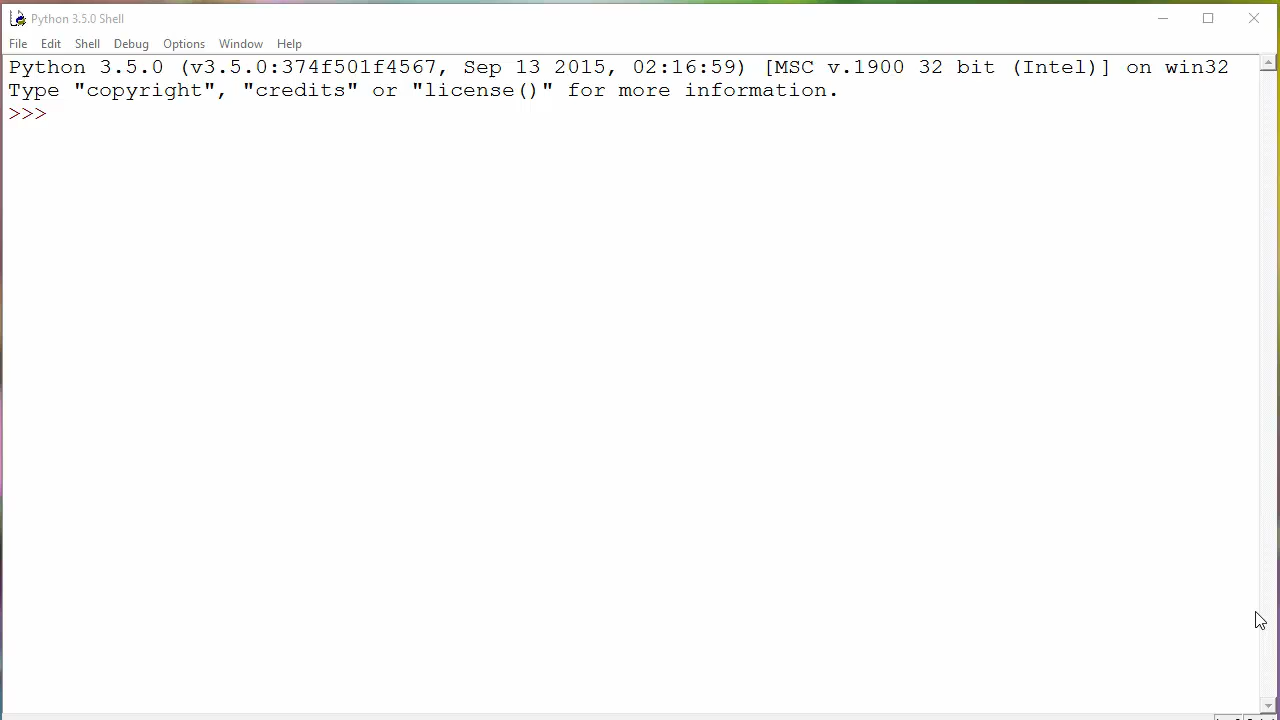 Python 3.5.0 Shell
File Edit Shell Debug Options Window Help
Python 3.5.0 (v3.5.0:374f501f4567, Sep 13 2015, 02:16:59) [MSC v.1900 32 bit (Intel)] on win32
Type "copyright", "credits" or "license()" for more information.
>>>